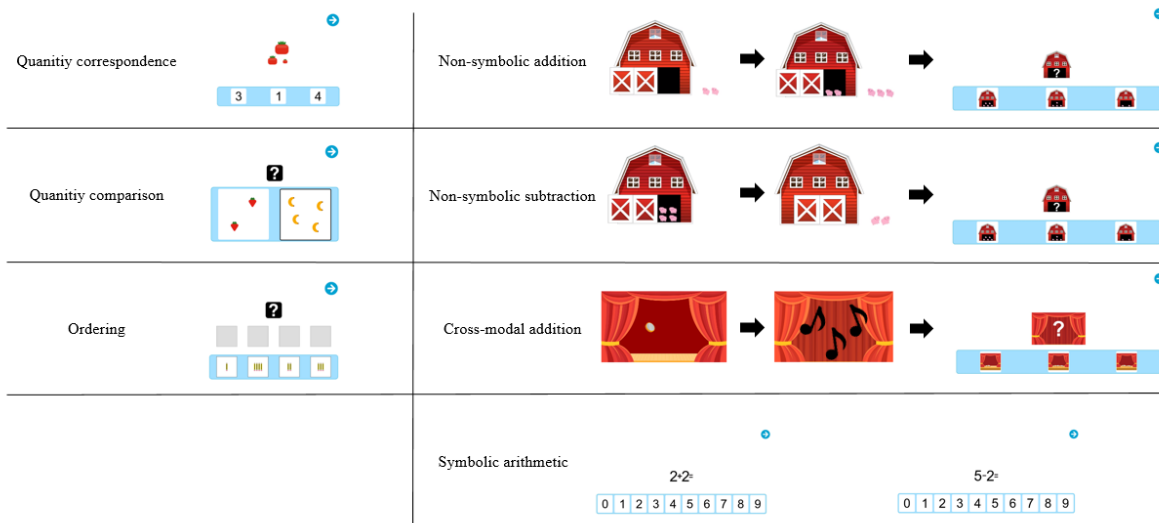 Quanitiy correspondence
3 1 4
Non-symbolic addition
?
Quanitiy comparison
?
Non-symbolic subtraction
?
Ordering
?
Cross-modal addition
?
Symbolic arithmetic
2+2=
0 1 2 3 4 5 6 7 8 9
5-2=
0 1 2 3 4 5 6 7 8 9